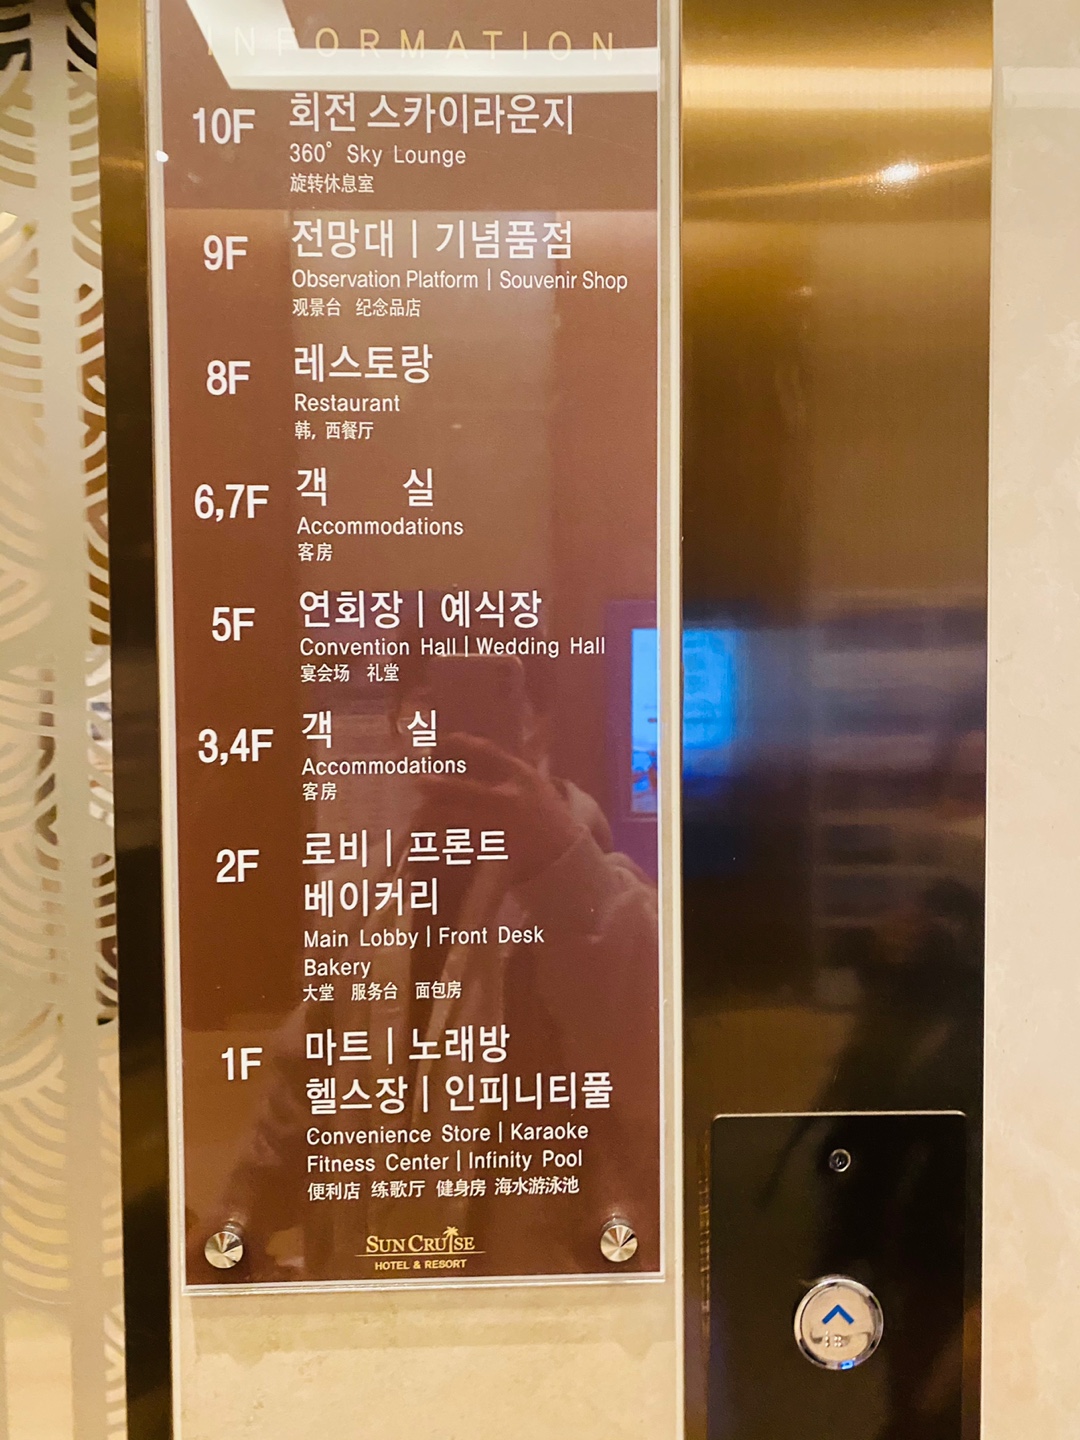 INFORMATION
10F
회전 스카이라운지
360° Sky Lounge
旋转休息室
9F
전망대 | 기념품점
Observation Platform | Souvenir Shop
观景台 纪念品店
8F
레스토랑
Restaurant
韩, 西餐厅
6,7F
객 실
Accommodations
客房
5F
연회장 | 예식장
Convention Hall | Wedding Hall
宴会场 礼堂
3,4F
객 실
Accommodations
客房
2F
로비 | 프론트
베이커리
Main Lobby | Front Desk
Bakery
大堂 服务台 面包房
1F
마트 | 노래방
헬스장 | 인피니티풀
Convenience Store | Karaoke
Fitness Center | Infinity Pool
便利店 练歌厅 健身房 海水游泳池
SUN CRUISE
HOTEL & RESORT